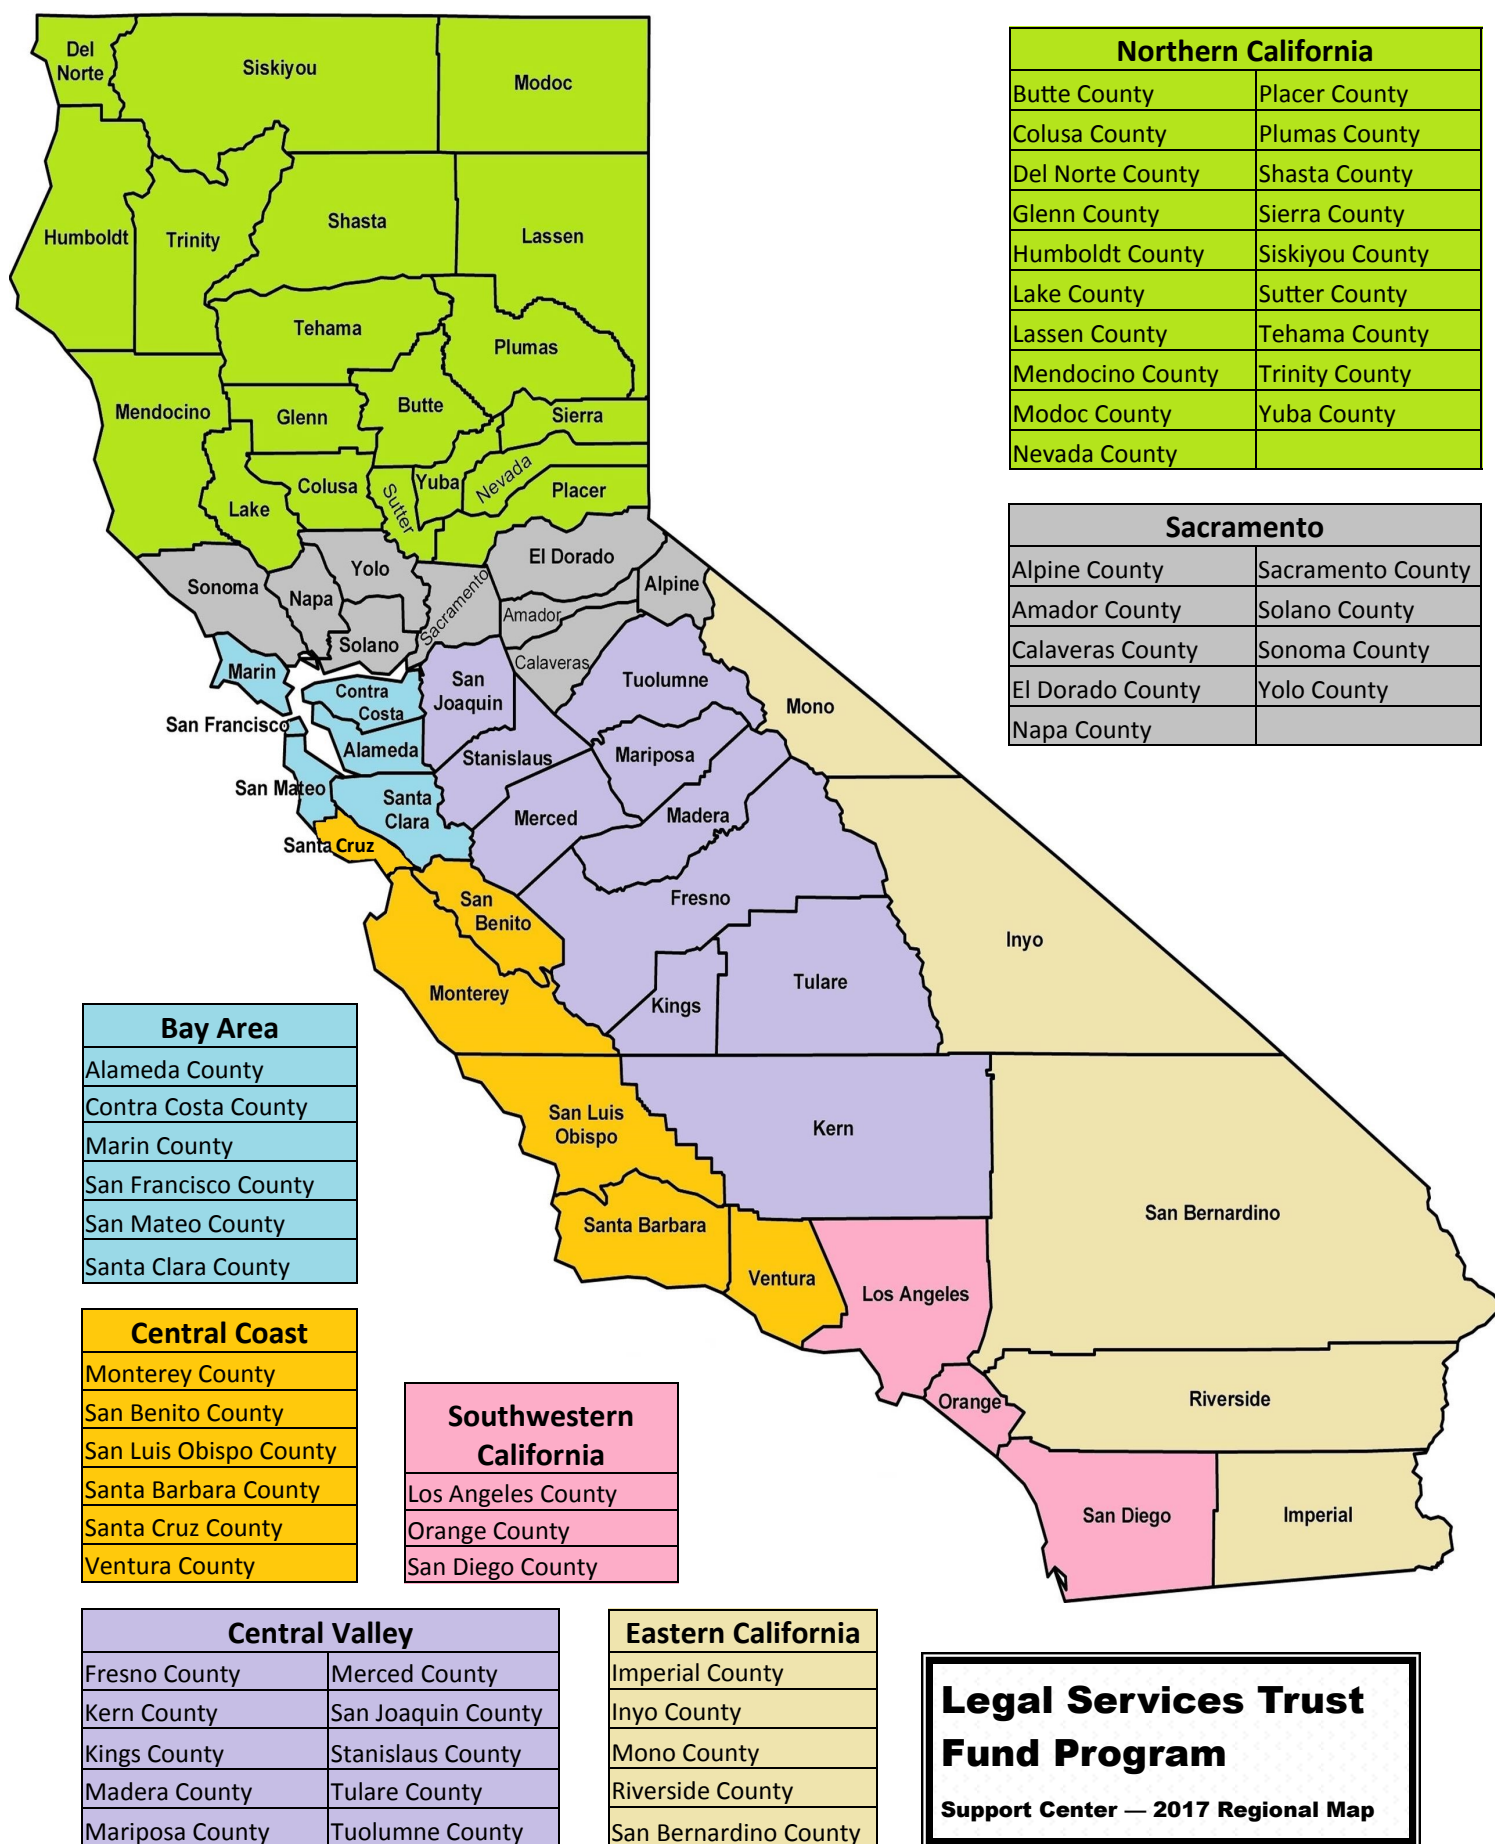 Del
Norte
Siskiyou
Modoc
Humboldt
Trinity
Shasta
Lassen
Tehama
Plumas
Mendocino
Glenn
Butte
Sierra
Lake
Colusa
Sutter
Yuba
Nevada
Placer
Sonoma
Napa
Yolo
Solano
Sacramento
El Dorado
Amador
Alpine
Calaveras
Marin
Contra
Costa
San Francisco
Alameda
San Mateo
Santa
Clara
Santa Cruz
San
Joaquin
Stanislaus
Tuolumne
Mono
Mariposa
Merced
Madera
Fresno
San
Benito
Monterey
Kings
Tulare
Inyo
San Luis
Obispo
Kern
San Bernardino
Santa Barbara
Ventura
Los Angeles
Orange
Riverside
San Diego
Imperial
Northern California
Butte County Placer County
Colusa County Plumas County
Del Norte County Shasta County
Glenn County Sierra County
Humboldt County Siskiyou County
Lake County Sutter County
Lassen County Tehama County
Mendocino County Trinity County
Modoc County Yuba County
Nevada County
Sacramento
Alpine County Sacramento County
Amador County Solano County
Calaveras County Sonoma County
El Dorado County Yolo County
Napa County
Bay Area
Alameda County
Contra Costa County
Marin County
San Francisco County
San Mateo County
Santa Clara County
Central Coast
Monterey County
San Benito County
San Luis Obispo County
Santa Barbara County
Santa Cruz County
Ventura County
Southwestern
California
Los Angeles County
Orange County
San Diego County
Central Valley
Fresno County Merced County
Kern County San Joaquin County
Kings County Stanislaus County
Madera County Tulare County
Mariposa County Tuolumne County
Eastern California
Imperial County
Inyo County
Mono County
Riverside County
San Bernardino County
Legal Services Trust
Fund Program
Support Center — 2017 Regional Map